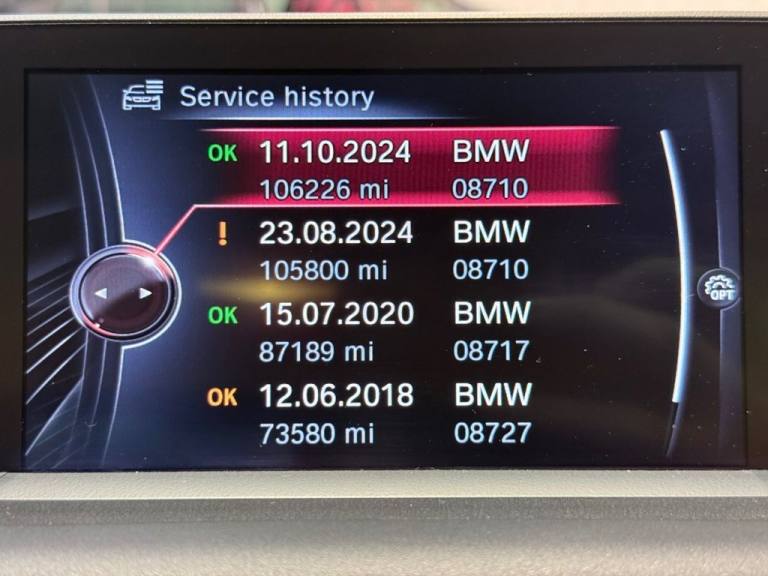 Service history
OK 11.10.2024 BMW
106226 mi 08710
! 23.08.2024 BMW
105800 mi 08710
OK 15.07.2020 BMW
87189 mi 08717
OK 12.06.2018 BMW
73580 mi 08727
OPT